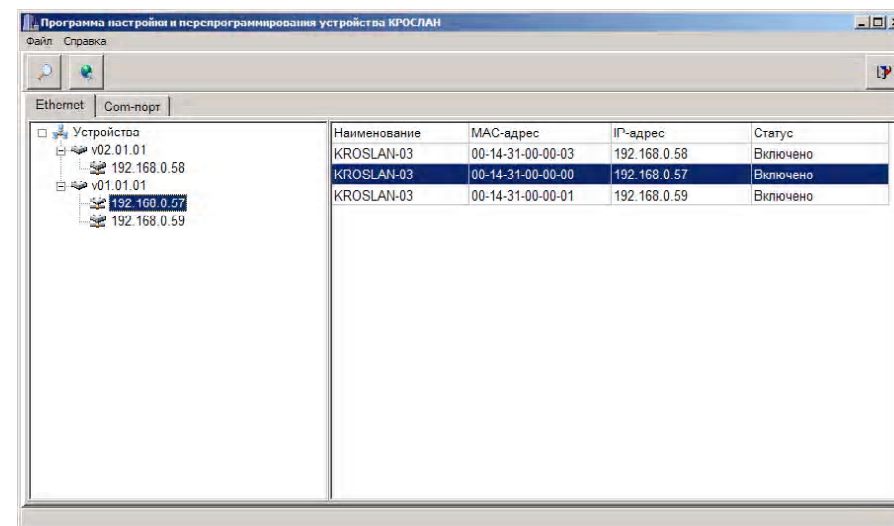 Программа настройки и перепрограммирования устройства КРОСЛАН
Файл Справка
Ethernet Com-порт
Устройства
v02.01.01
192.168.0.58
v01.01.01
192.168.0.57
192.168.0.59
Наименование MAC-адрес IP-адрес Статус
KROSLAN-03 00-14-31-00-00-03 192.168.0.58 Включено
KROSLAN-03 00-14-31-00-00-00 192.168.0.57 Включено
KROSLAN-03 00-14-31-00-00-01 192.168.0.59 Включено